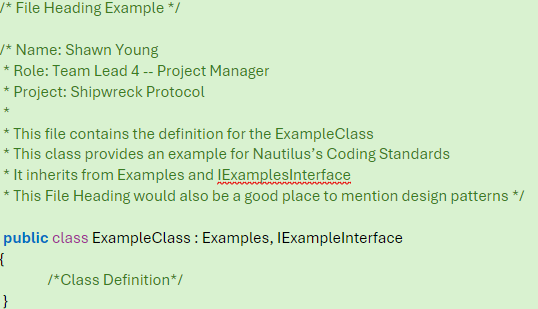 /* File Heading Example */
/* Name: Shawn Young
* Role: Team Lead 4 -- Project Manager
* Project: Shipwreck Protocol
*
* This file contains the definition for the ExampleClass
* This class provides an example for Nautilus’s Coding Standards
* It inherits from Examples and IExamplesInterface
* This File Heading would also be a good place to mention design patterns */
public class ExampleClass : Examples, IExampleInterface
{
/*Class Definition*/
}